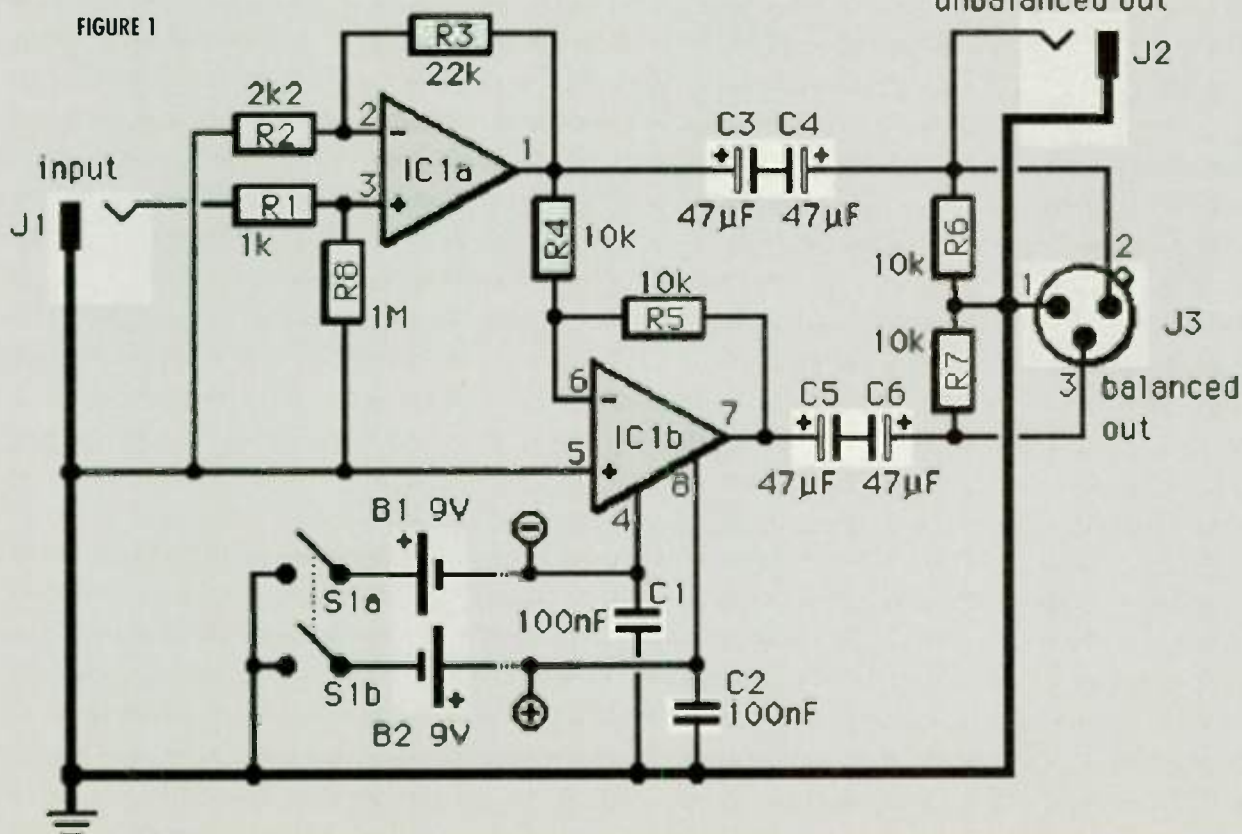 FIGURE 1
unbalanced out
R3
22k
J2
2k2
R2
2
-
IC1a
1
C3 C4
+ +
47µF 47µF
input
J1
R1
1k
3
+
R8
1M
R4
10k
10k
R5
10k
R6
2
1
J3
10k
R7
3
balanced
out
6
-
IC1b
7
5
+
8
4
C5 C6
+ +
47µF 47µF
B1 9V
+
-
S1a
C1
100nF
S1b
+
B2 9V
+
C2
100nF